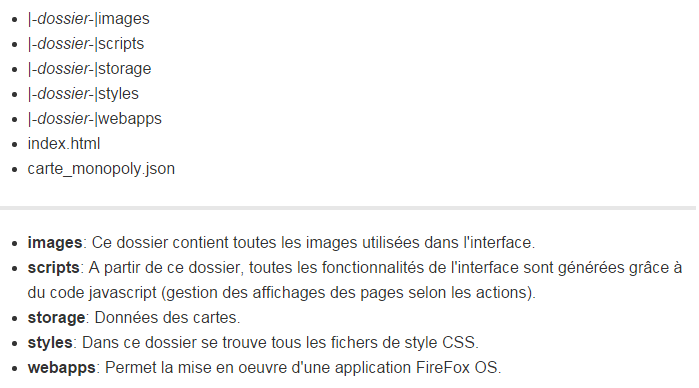 |-dossier-|images
|-dossier-|scripts
|-dossier-|storage
|-dossier-|styles
|-dossier-|webapps
index.html
carte_monopoly.json
images: Ce dossier contient toutes les images utilisées dans l'interface.
scripts: A partir de ce dossier, toutes les fonctionnalités de l'interface sont générées grâce à
du code javascript (gestion des affichages des pages selon les actions).
storage: Données des cartes.
styles: Dans ce dossier se trouve tous les fichers de style CSS.
webapps: Permet la mise en oeuvre d'une application FireFox OS.